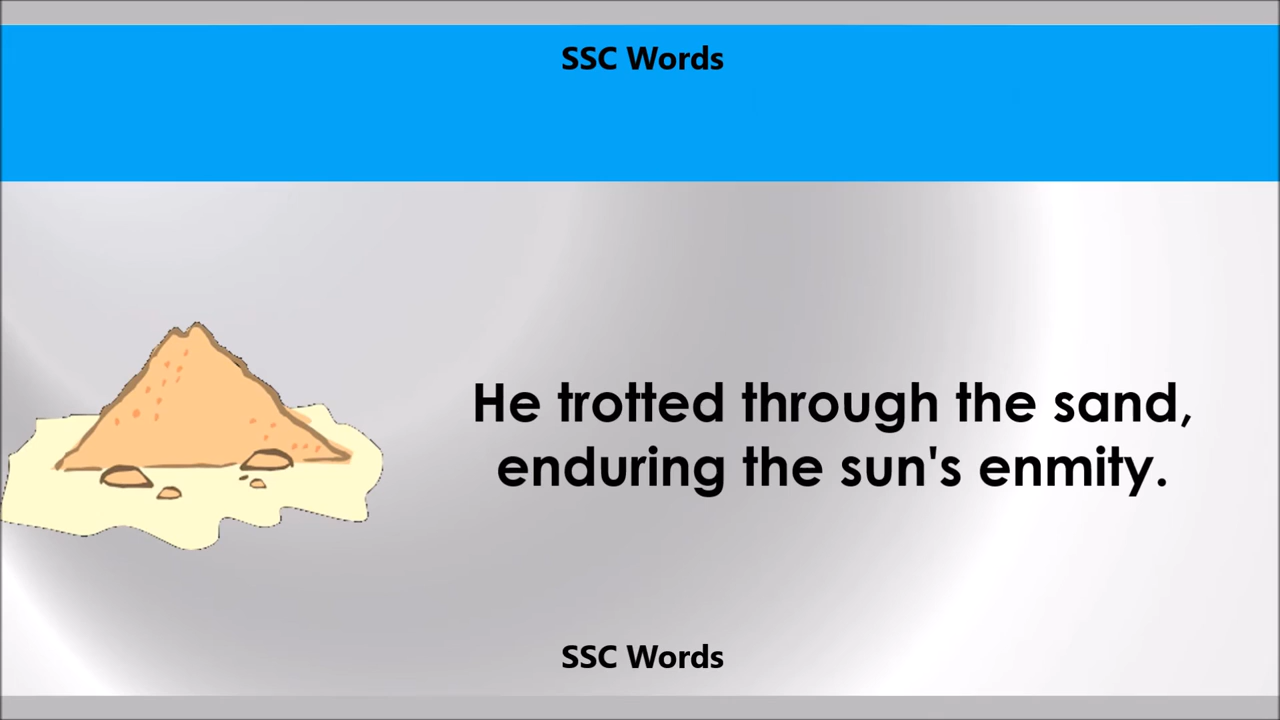 SSC Words
He trotted through the sand,
enduring the sun's enmity.
SSC Words